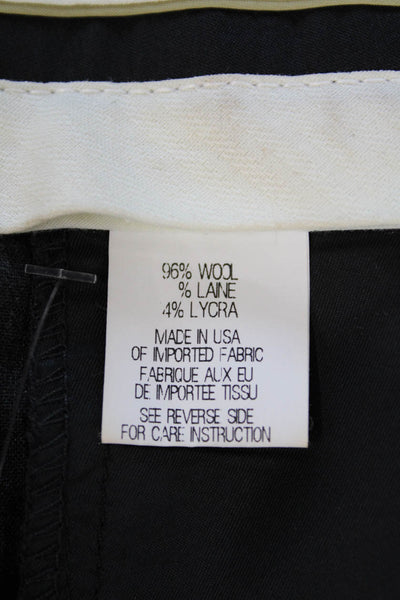 96% WOOL
% LAINE
4% LYCRA
MADE IN USA
OF IMPORTED FABRIC
FABRIQUE AUX EU
DE IMPORTEE TISSU
SEE REVERSE SIDE
FOR CARE INSTRUCTION